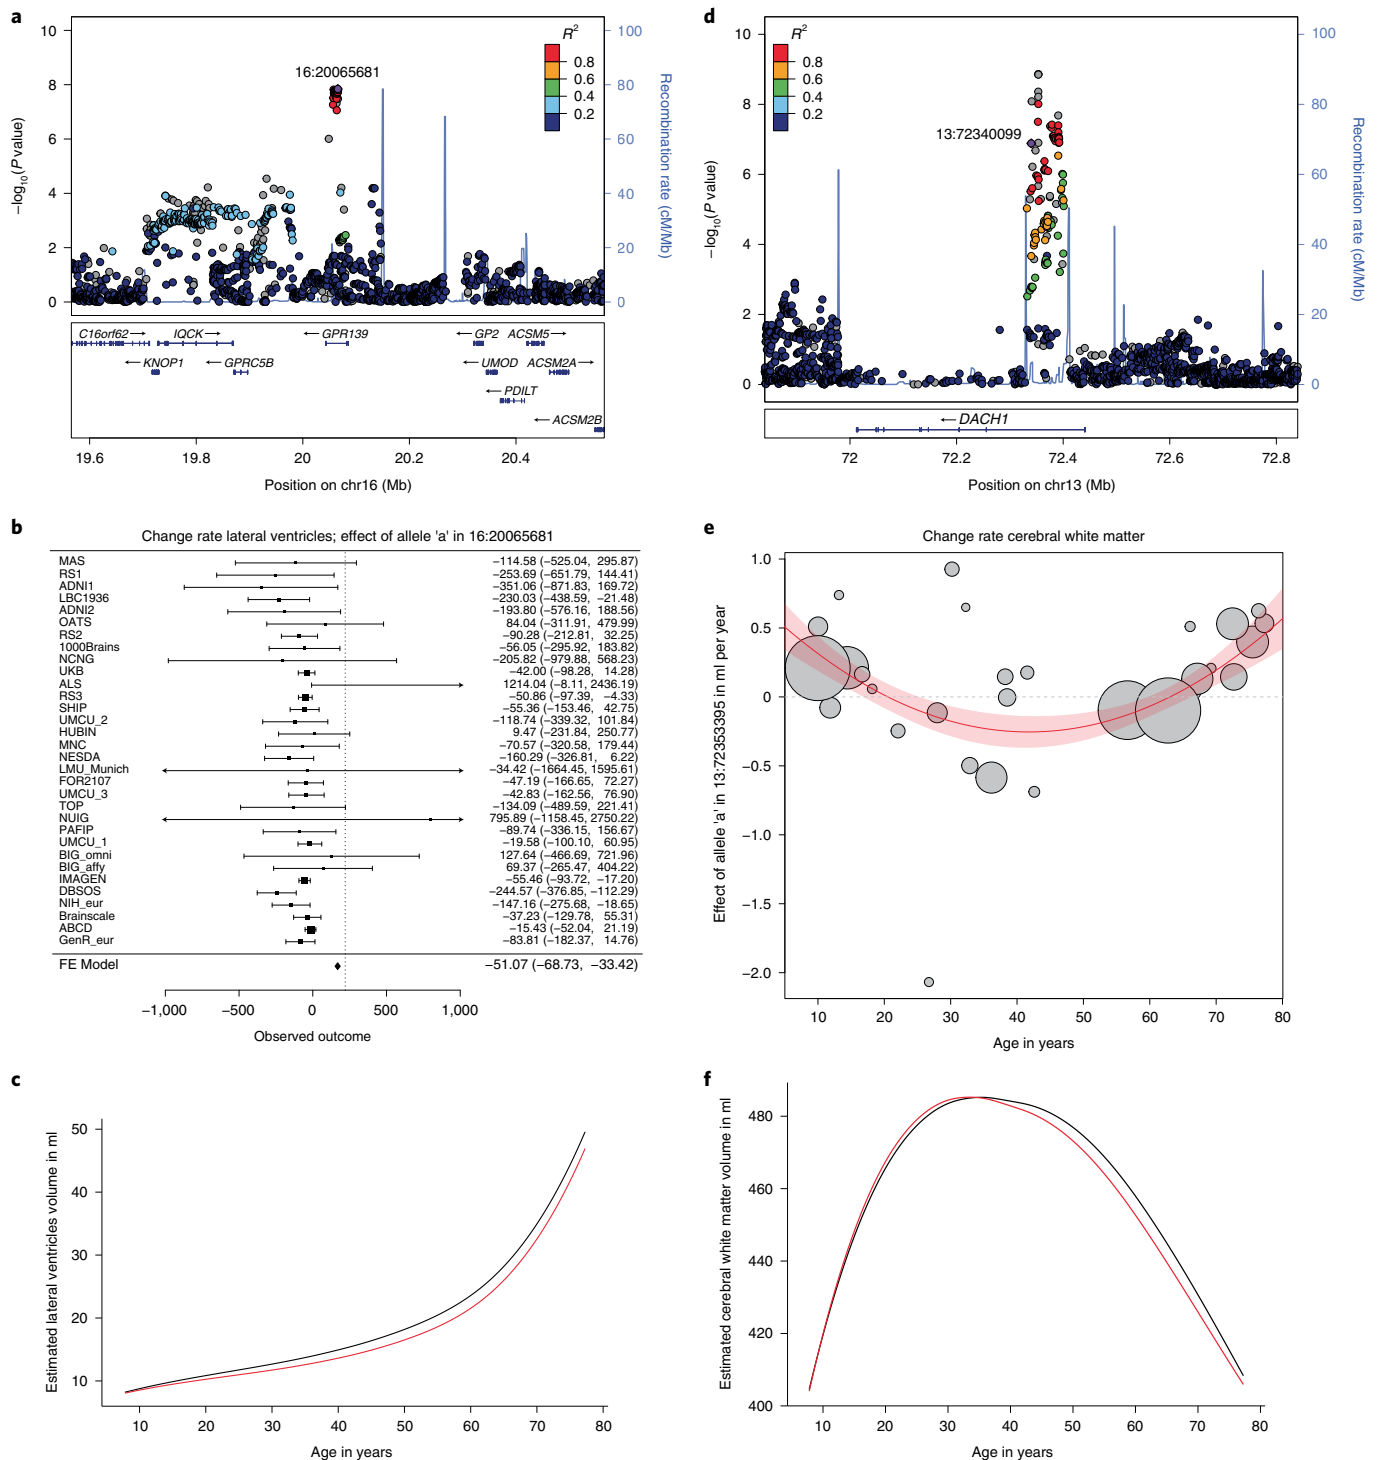 a
10
8
6
4
2
0
−log10(P value)
16:20065681
R2
0.8
0.6
0.4
0.2
100
80
60
40
20
0
Recombination rate (cM/Mb)
C16orf62 IQCK GPR139 GP2 ACSM5
KNOP1 GPRC5B UMOD ACSM2A
PDILT
ACSM2B
19.6 19.8 20 20.2 20.4
Position on chr16 (Mb)
d
10
8
6
4
2
0
−log10(P value)
13:72340099
R2
0.8
0.6
0.4
0.2
100
80
60
40
20
0
Recombination rate (cM/Mb)
DACH1
72 72.2 72.4 72.6 72.8
Position on chr13 (Mb)
b
Change rate lateral ventricles; effect of allele 'a' in 16:20065681
MAS −114.58 (−525.04, 295.87)
RS1 −253.69 (−651.79, 144.41)
ADNI1 −351.06 (−871.83, 169.72)
LBC1936 −230.03 (−438.59, −21.48)
ADNI2 −193.80 (−576.16, 188.56)
OATS 84.04 (−311.91, 479.99)
RS2 −90.28 (−212.81, 32.25)
1000Brains −56.05 (−295.92, 183.82)
NCNG −205.82 (−979.88, 568.23)
UKB −42.00 (−98.28, 14.28)
ALS 1214.04 (−8.11, 2436.19)
RS3 −50.86 (−97.39, −4.33)
SHIP −55.36 (−153.46, 42.75)
UMCU_2 −118.74 (−339.32, 101.84)
HUBIN 9.47 (−231.84, 250.77)
MNC −70.57 (−320.58, 179.44)
NESDA −160.29 (−326.81, 6.22)
LMU_Munich −34.42 (−1664.45, 1595.61)
FOR2107 −47.19 (−166.65, 72.27)
UMCU_3 −42.83 (−162.56, 76.90)
TOP −134.09 (−489.59, 221.41)
NUIG 795.89 (−1158.45, 2750.22)
PAFIP −89.74 (−336.15, 156.67)
UMCU_1 −19.58 (−100.10, 60.95)
BIG_omni 127.64 (−466.69, 721.96)
BIG_affy 69.37 (−265.47, 404.22)
IMAGEN −55.46 (−93.72, −17.20)
DBSOS −244.57 (−376.85, −112.29)
NIH_eur −147.16 (−275.68, −18.65)
Brainscale −37.23 (−129.78, 55.31)
ABCD −15.43 (−52.04, 21.19)
GenR_eur −83.81 (−182.37, 14.76)
FE Model −51.07 (−68.73, −33.42)
−1,000 −500 0 500 1,000
Observed outcome
e
Change rate cerebral white matter
1.0
0.5
0
−0.5
−1.0
−1.5
−2.0
Effect of allele 'a' in 13:72353395 in ml per year
10 20 30 40 50 60 70 80
Age in years
c
50
40
30
20
10
Estimated lateral ventricles volume in ml
10 20 30 40 50 60 70 80
Age in years
f
480
460
440
420
400
Estimated cerebral white matter volume in ml
10 20 30 40 50 60 70 80
Age in years